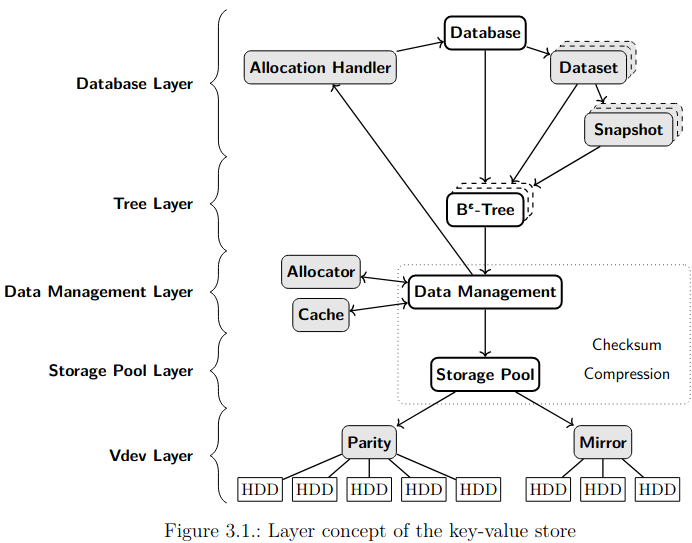 Database
Allocation Handler
Dataset
Database Layer
Snapshot
Tree Layer
Bᵋ-Tree
Allocator
Data Management Layer
Data Management
Cache
Checksum
Storage Pool Layer
Storage Pool
Compression
Parity
Mirror
Vdev Layer
HDD HDD HDD HDD HDD HDD HDD HDD
Figure 3.1.: Layer concept of the key-value store